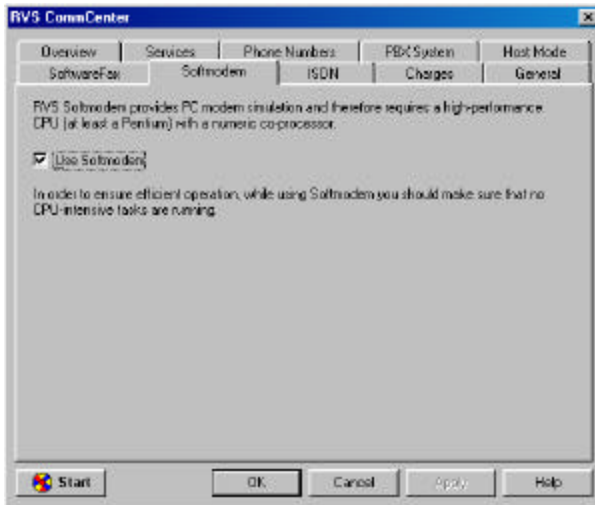 RVS CommCenter
Overview Services Phone Numbers PBX System Host Mode
SoftwareFax Softmodem ISDN Charges General
RVS Softmodem provides PC modem simulation and therefore requires a high-performance
CPU (at least a Pentium) with a numeric co-processor.
Use Softmodem
In order to ensure efficient operation, while using Softmodem you should make sure that no
CPU-intensive tasks are running.
Start OK Cancel Apply Help